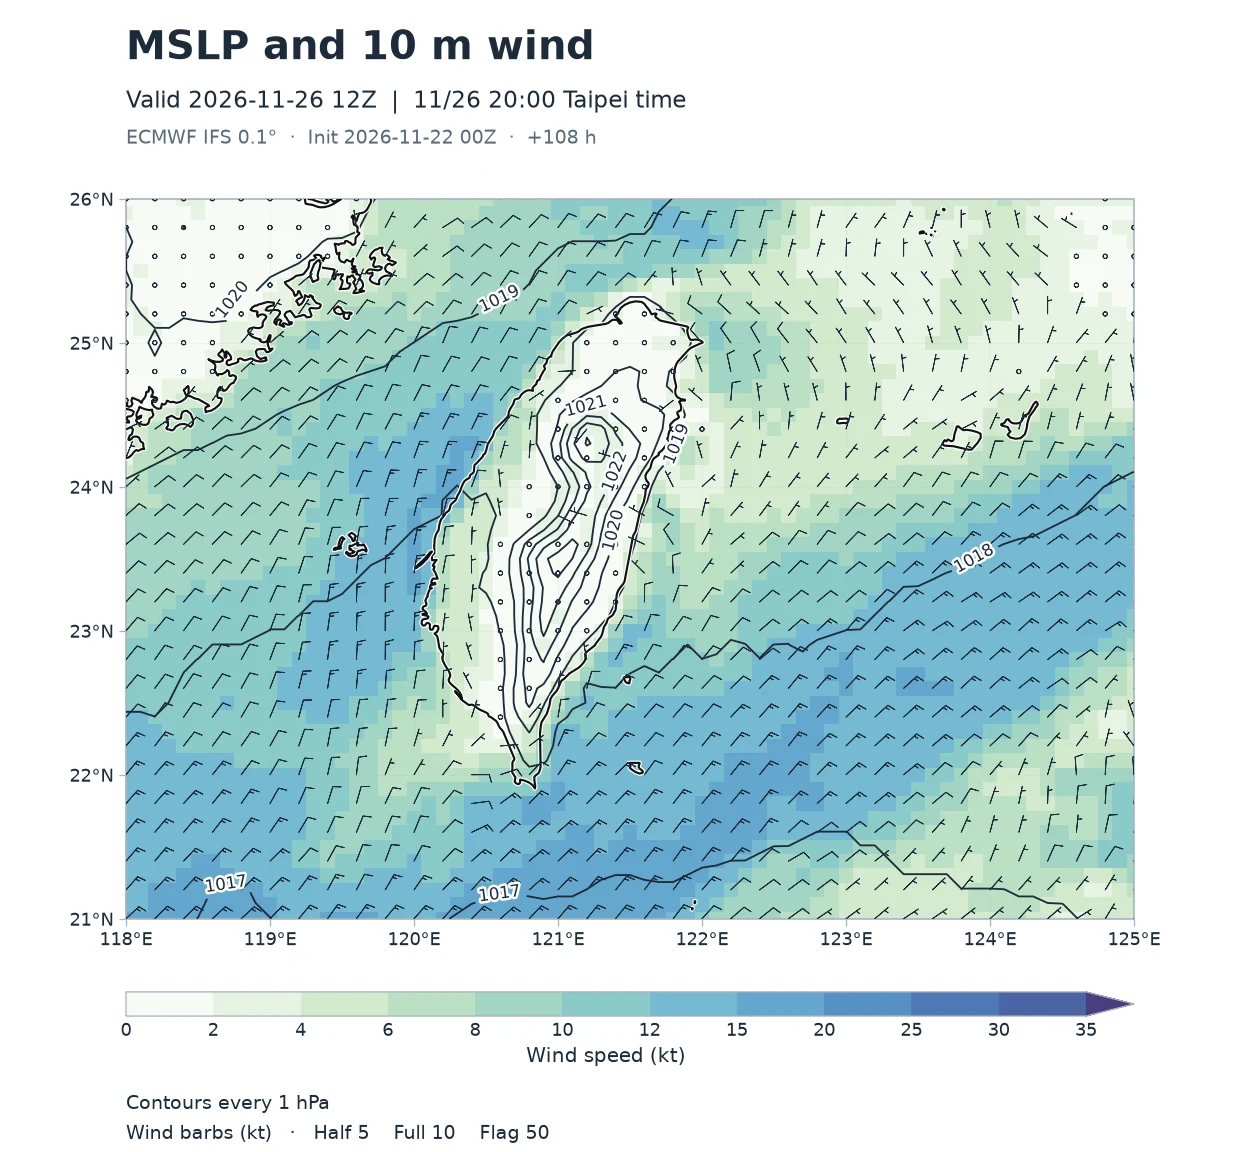 MSLP and 10 m wind
Valid 2026-11-26 12Z | 11/26 20:00 Taipei time
ECMWF IFS 0.1° · Init 2026-11-22 00Z · +108 h
26°N
25°N
24°N
23°N
22°N
21°N
1020
1019
1021
1019
1022
1020
1018
1017
1017
118°E 119°E 120°E 121°E 122°E 123°E 124°E 125°E
0 2 4 6 8 10 12 15 20 25 30 35
Wind speed (kt)
Contours every 1 hPa
Wind barbs (kt) · Half 5 Full 10 Flag 50